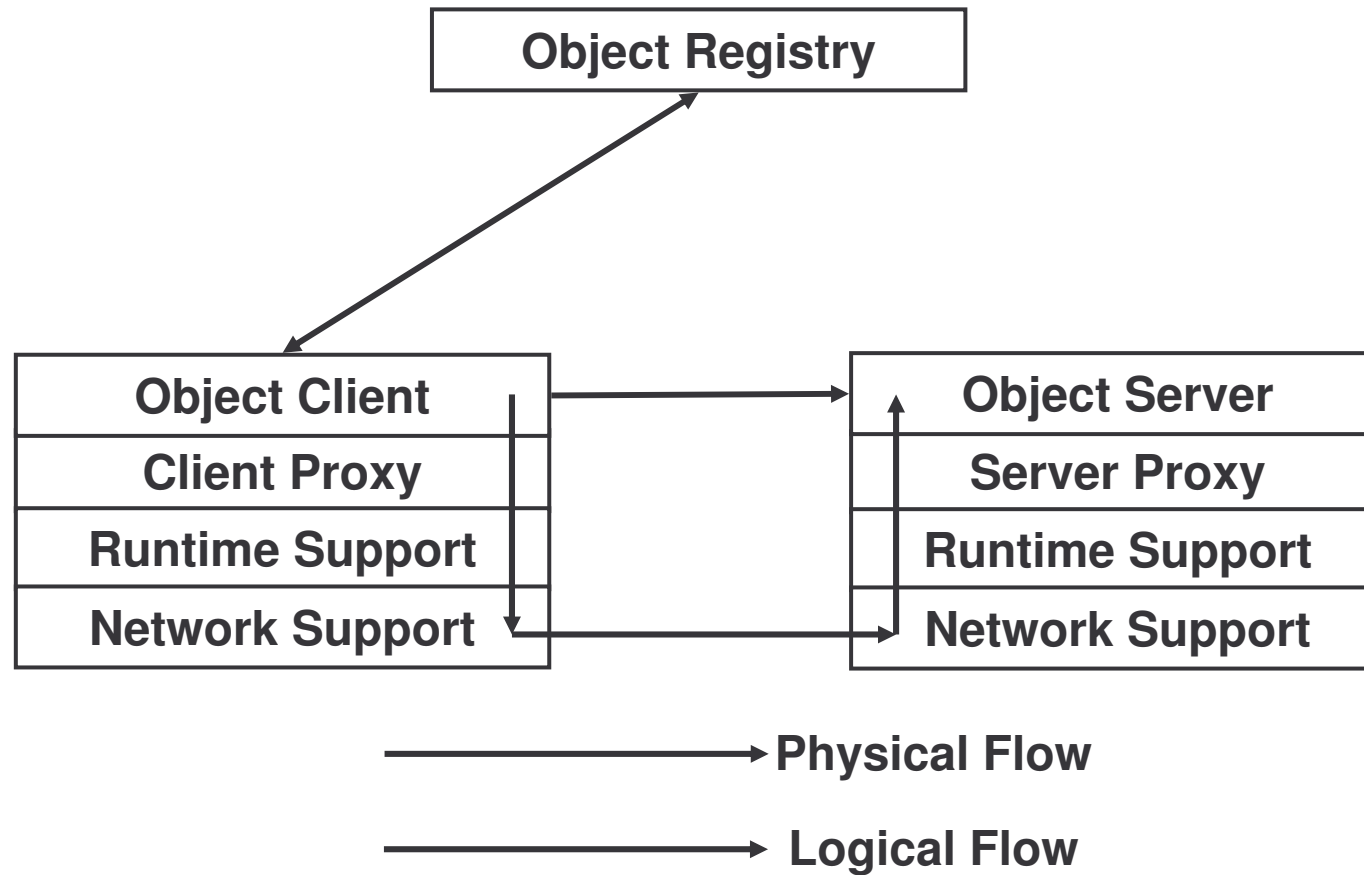 Object Registry
Object Client
Client Proxy
Runtime Support
Network Support
Object Server
Server Proxy
Runtime Support
Network Support
Physical Flow
Logical Flow